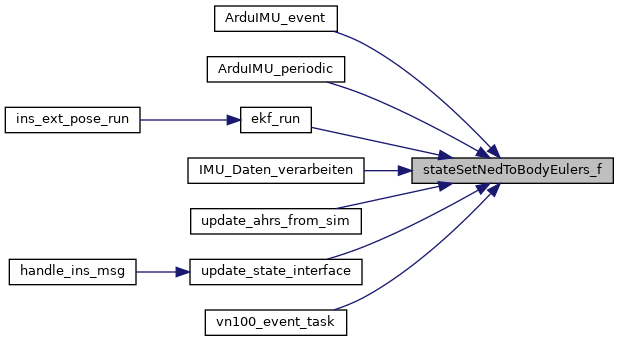 ArduIMU_event
ArduIMU_periodic
ins_ext_pose_run
ekf_run
IMU_Daten_verarbeiten
stateSetNedToBodyEulers_f
update_ahrs_from_sim
handle_ins_msg
update_state_interface
vn100_event_task